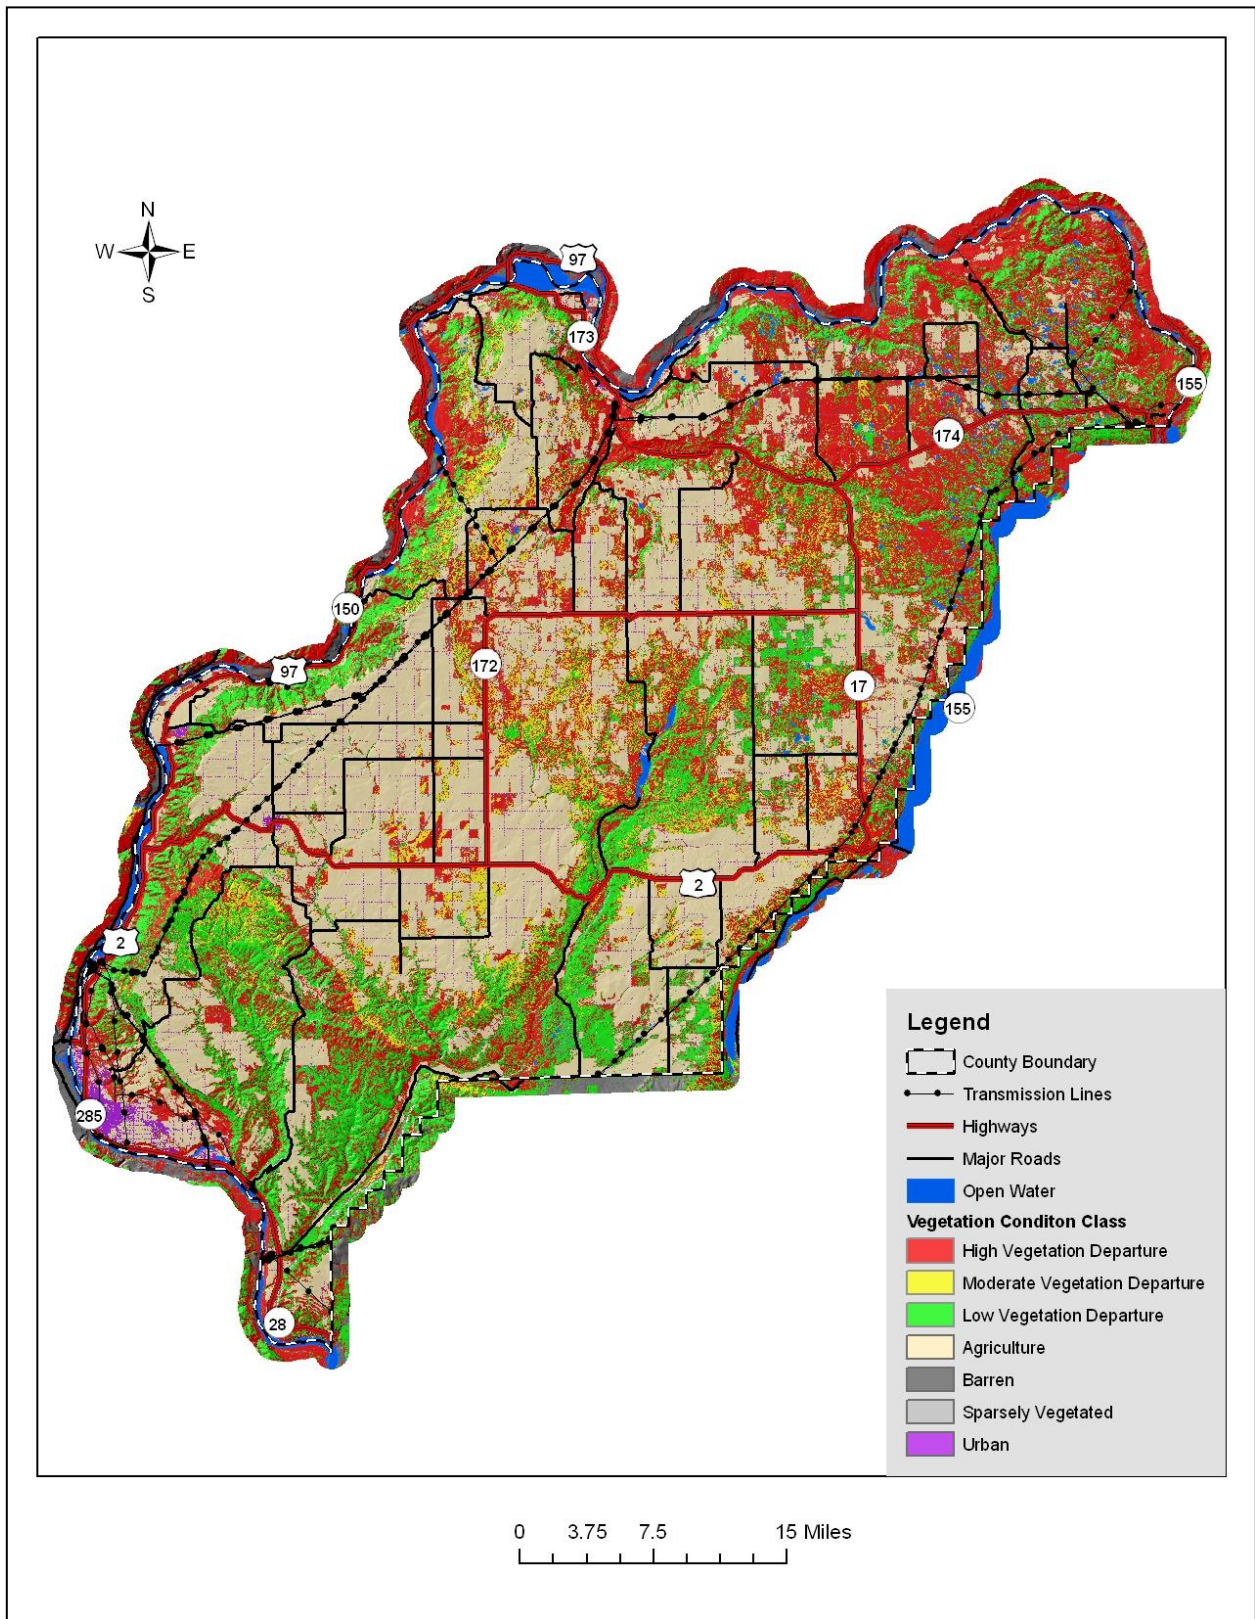 N
W E
S
97
173
155
174
150
97
172
17
155
2
2
285
28
Legend
County Boundary
Transmission Lines
Highways
Major Roads
Open Water
Vegetation Conditon Class
High Vegetation Departure
Moderate Vegetation Departure
Low Vegetation Departure
Agriculture
Barren
Sparsely Vegetated
Urban
0 3.75 7.5 15 Miles